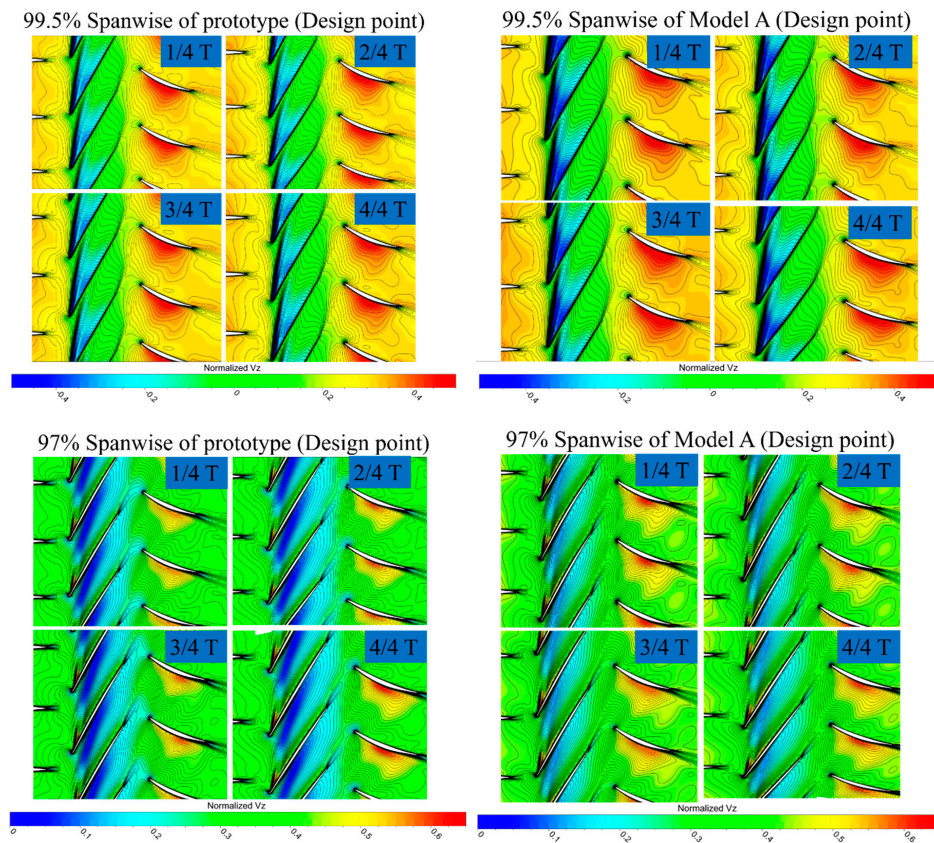 99.5% Spanwise of prototype (Design point)
1/4 T
2/4 T
3/4 T
4/4 T
Normalized Vz
-0.4
-0.2
0
0.2
0.4
99.5% Spanwise of Model A (Design point)
1/4 T
2/4 T
3/4 T
4/4 T
Normalized Vz
-0.4
-0.2
0
0.2
0.4
97% Spanwise of prototype (Design point)
1/4 T
2/4 T
3/4 T
4/4 T
Normalized Vz
0
0.1
0.2
0.3
0.4
0.5
0.6
97% Spanwise of Model A (Design point)
1/4 T
2/4 T
3/4 T
4/4 T
Normalized Vz
0
0.1
0.2
0.3
0.4
0.5
0.6